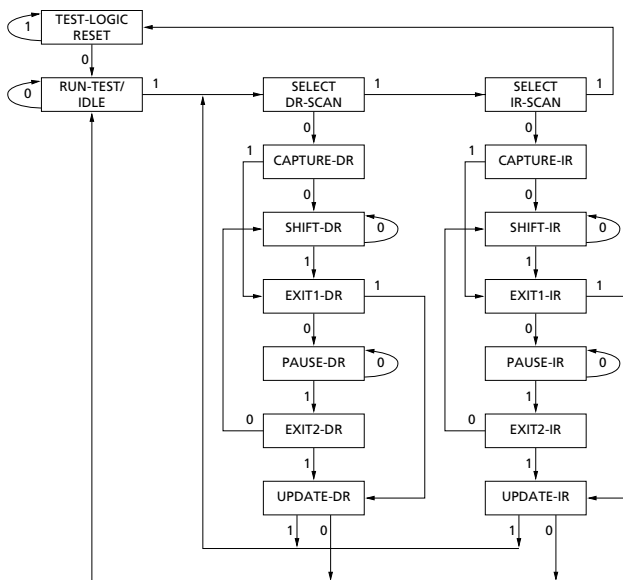 TEST-LOGIC
RESET
1
0
RUN-TEST/
IDLE
0
1
SELECT
DR-SCAN
1
SELECT
IR-SCAN
1
0
0
1
CAPTURE-DR
1
CAPTURE-IR
0
0
SHIFT-DR
0
SHIFT-IR
0
1
1
EXIT1-DR
1
EXIT1-IR
1
0
0
PAUSE-DR
0
PAUSE-IR
0
1
1
0
EXIT2-DR
0
EXIT2-IR
1
1
UPDATE-DR
UPDATE-IR
1
0
1
0